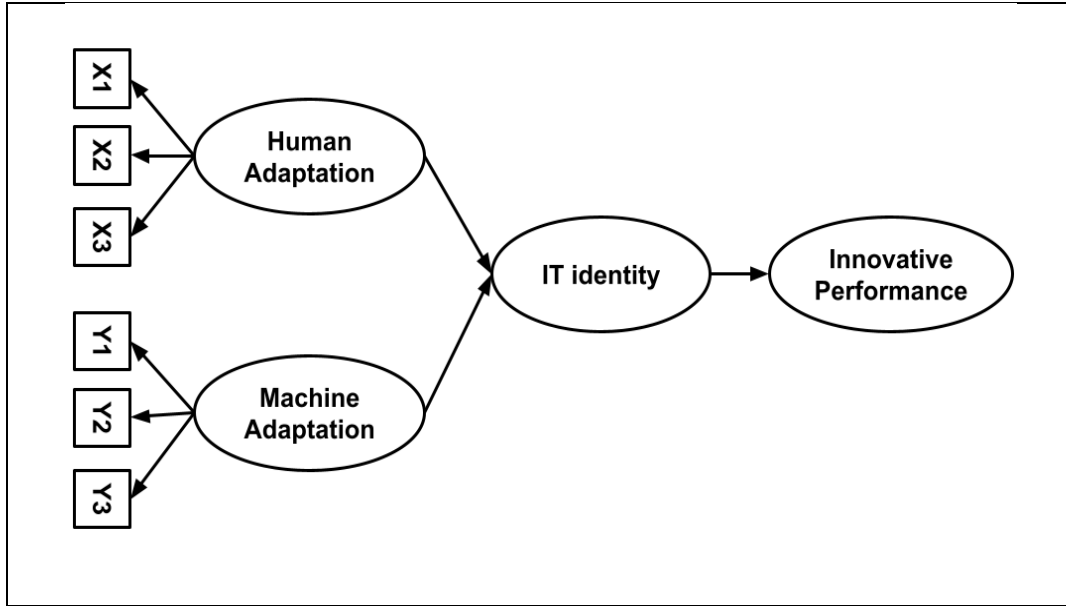 X1
X2
X3
Human
Adaptation
Y1
Y2
Y3
Machine
Adaptation
IT identity
Innovative
Performance